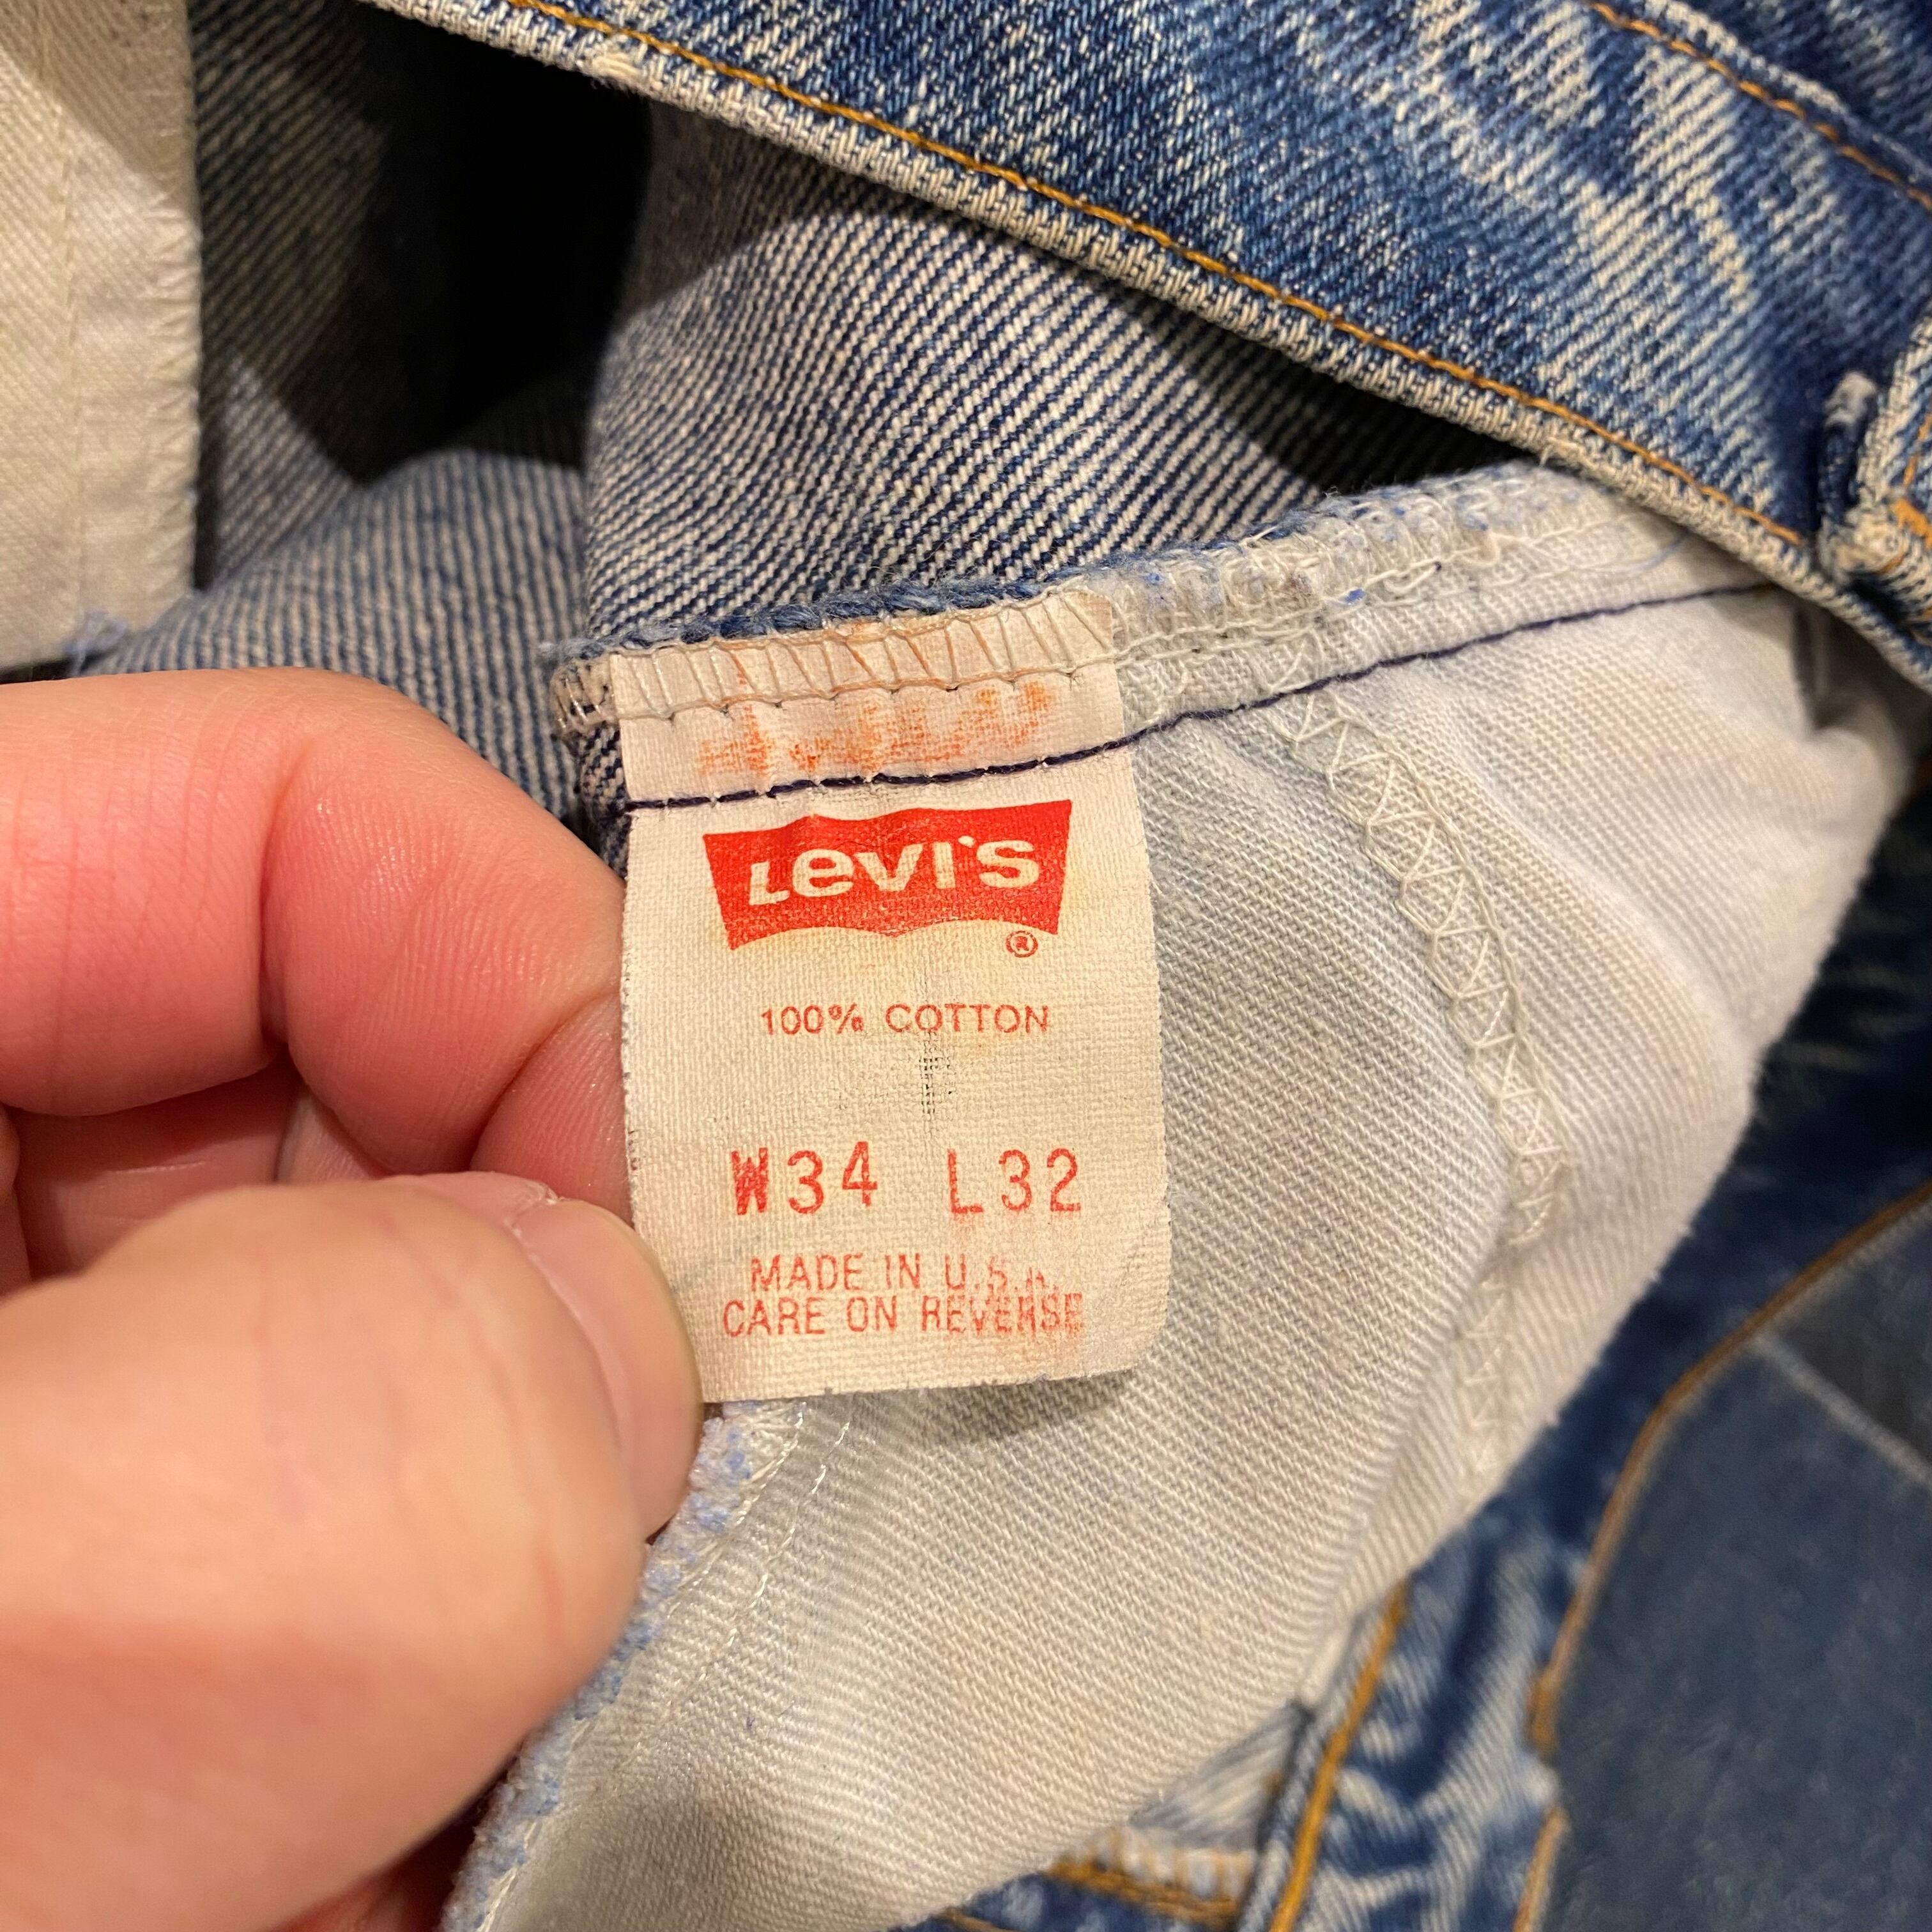 Levi's
®
100% COTTON
W34 L32
MADE IN U.S.A.
CARE ON REVERSE